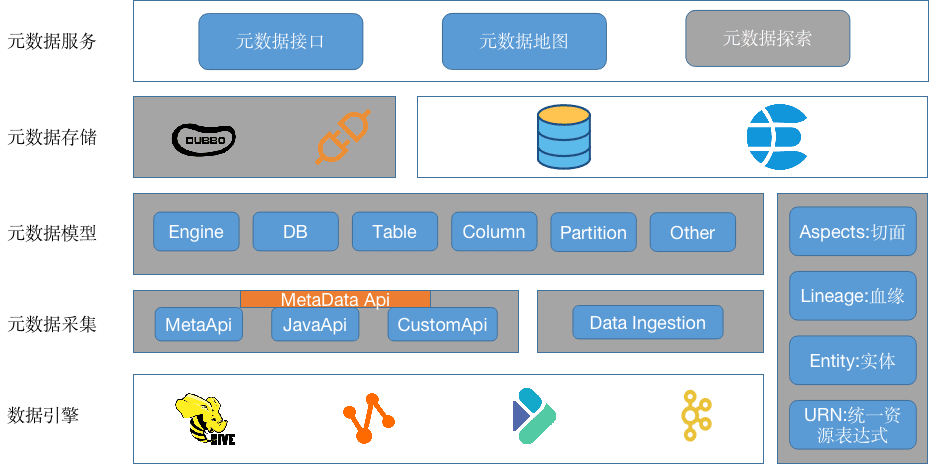 元数据服务
元数据接口
元数据地图
元数据探索
元数据存储
DUBBO
元数据模型
Engine
DB
Table
Column
Partition
Other
元数据采集
MetaData Api
MetaApi
JavaApi
CustomApi
Data Ingestion
数据引擎
HIVE
Aspects:切面
Lineage:血缘
Entity:实体
URN:统一资
源表达式